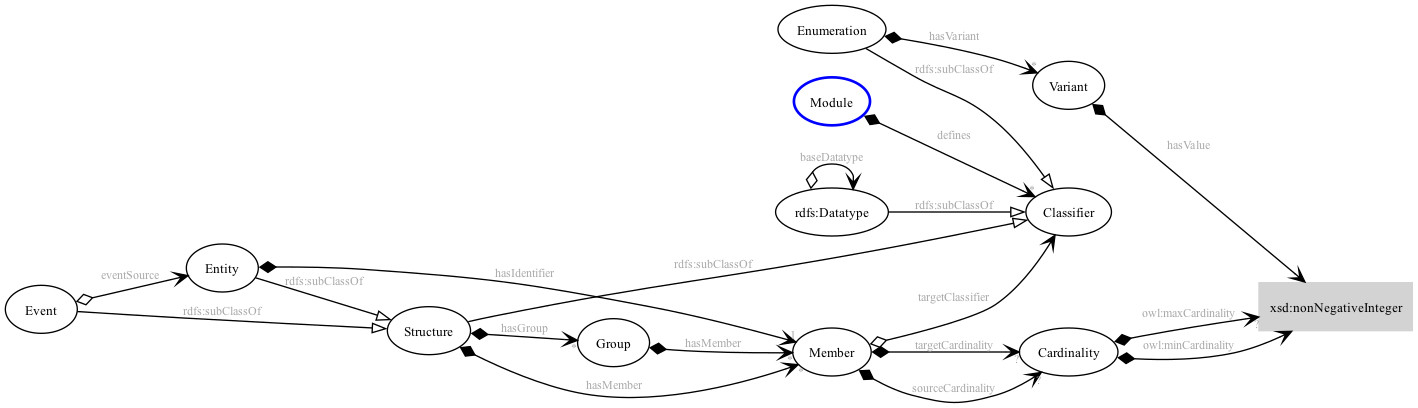 Enumeration
hasVariant
rdfs:subClassOf
Variant
Module
defines
hasValue
baseDatatype
rdfs:Datatype
rdfs:subClassOf
Classifier
rdfs:subClassOf
Entity
eventSource
rdfs:subClassOf
hasIdentifier
targetClassifier
Event
rdfs:subClassOf
Structure
hasGroup
Group
hasMember
hasMember
Member
targetCardinality
sourceCardinality
Cardinality
owl:maxCardinality
owl:minCardinality
xsd:nonNegativeInteger